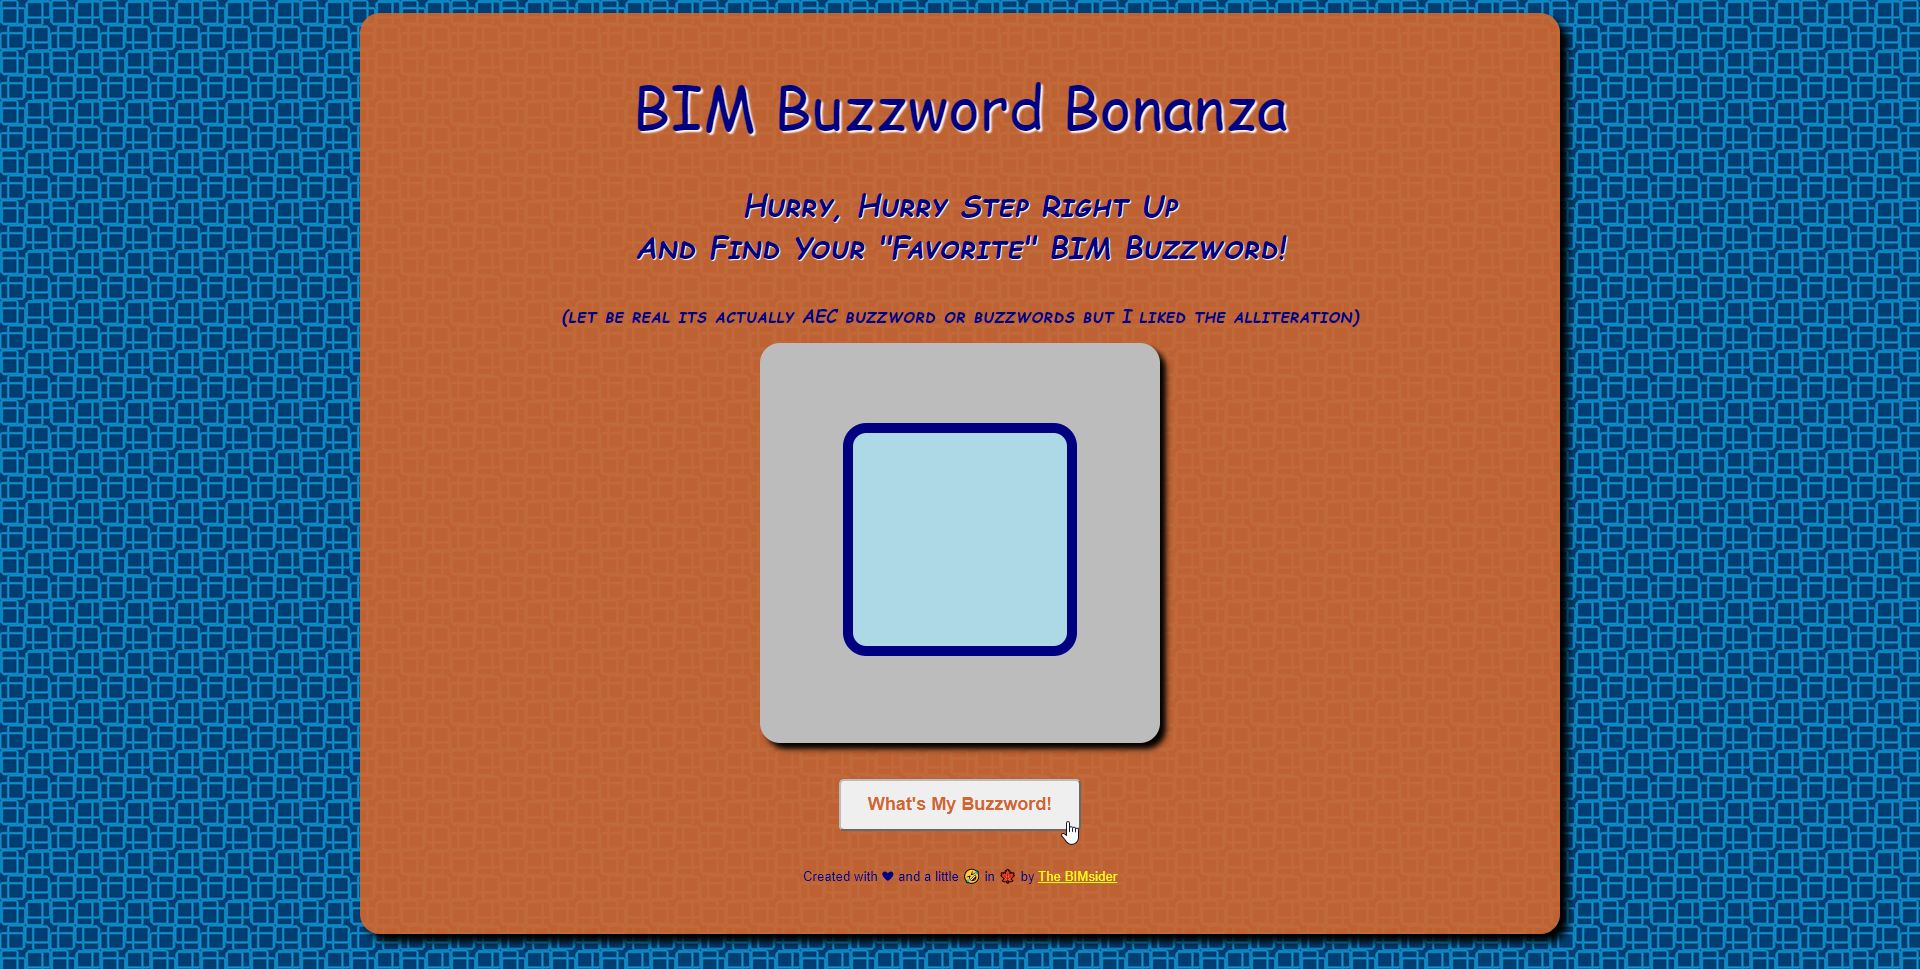 BIM Buzzword Bonanza
Hurry, Hurry Step Right Up
And Find Your "Favorite" BIM Buzzword!
(let be real its actually AEC buzzword or buzzwords but I liked the alliteration)
What's My Buzzword!
Created with ♥ and a little 🤣 in 🍁 by The BIMsider